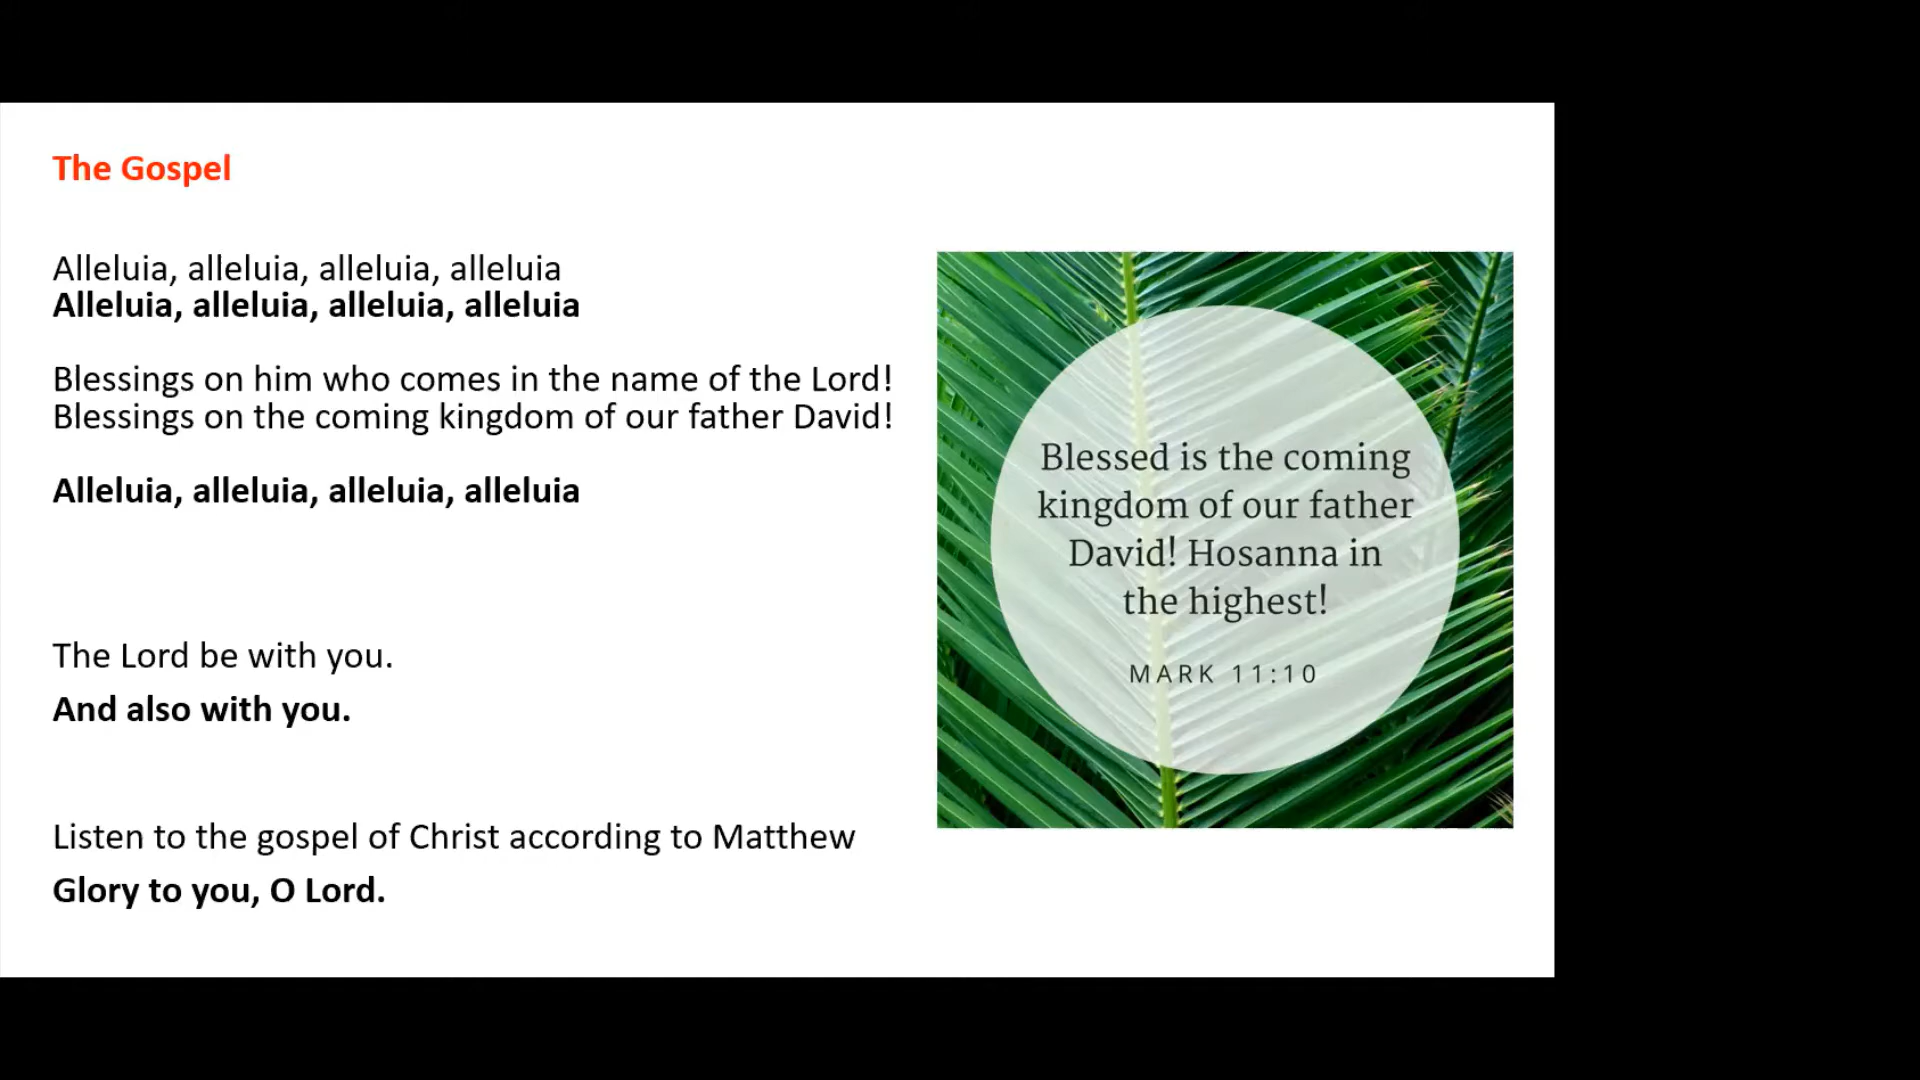 The Gospel
Alleluia, alleluia, alleluia, alleluia
Alleluia, alleluia, alleluia, alleluia
Blessings on him who comes in the name of the Lord!
Blessings on the coming kingdom of our father David!
Alleluia, alleluia, alleluia, alleluia
The Lord be with you.
And also with you.
Listen to the gospel of Christ according to Matthew
Glory to you, O Lord.
Blessed is the coming
kingdom of our father
David! Hosanna in
the highest!
MARK 11:10